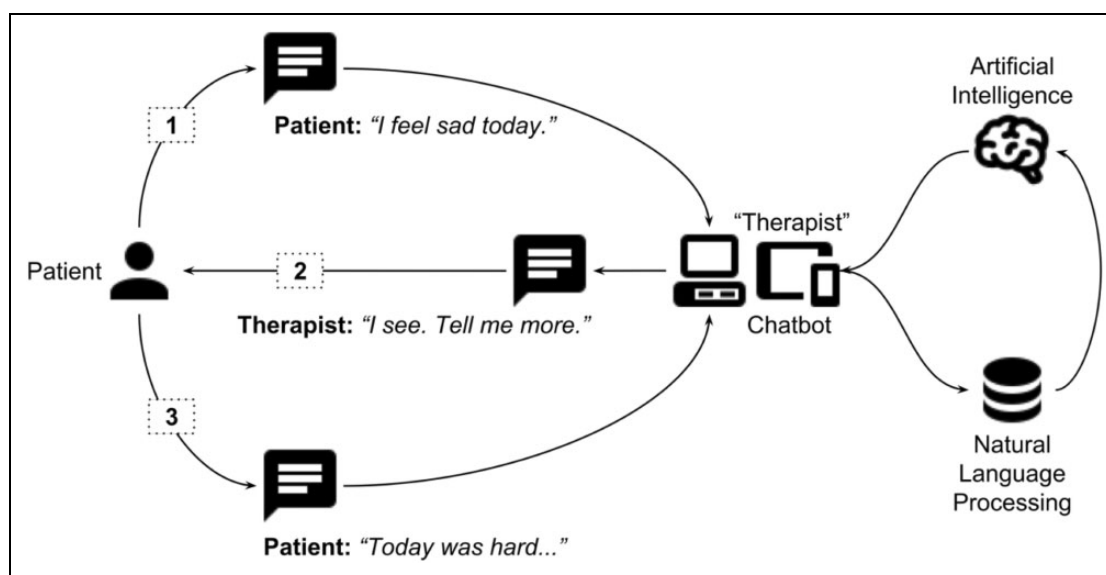 Artificial
Intelligence
1
Patient: “I feel sad today.”
“Therapist”
Patient
2
Therapist: “I see. Tell me more.”
Chatbot
3
Natural
Language
Processing
Patient: “Today was hard...”